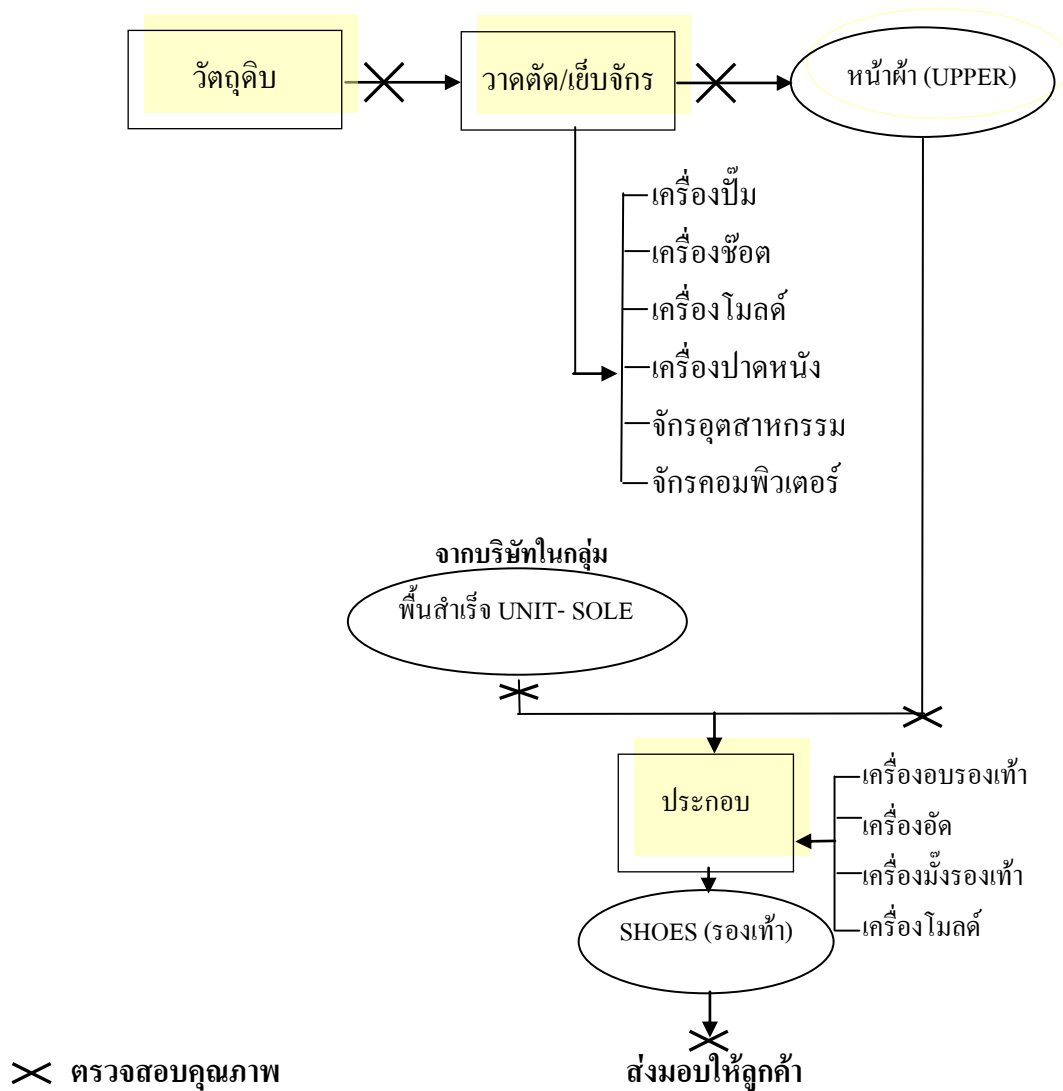 วัตถุดิบ
วาดตัด/เย็บจักร
หน้าผ้า (UPPER)
เครื่องปั๊ม
เครื่องช๊อต
เครื่องโมลด์
เครื่องปาดหนัง
จักรอุตสาหกรรม
จักรคอมพิวเตอร์
จากบริษัทในกลุ่ม
พื้นสำเร็จ UNIT- SOLE
ประกอบ
เครื่องอบรองเท้า
เครื่องอัด
เครื่องมั๊งรองเท้า
เครื่องโมลด์
SHOES (รองเท้า)
ตรวจสอบคุณภาพ
ส่งมอบให้ลูกค้า